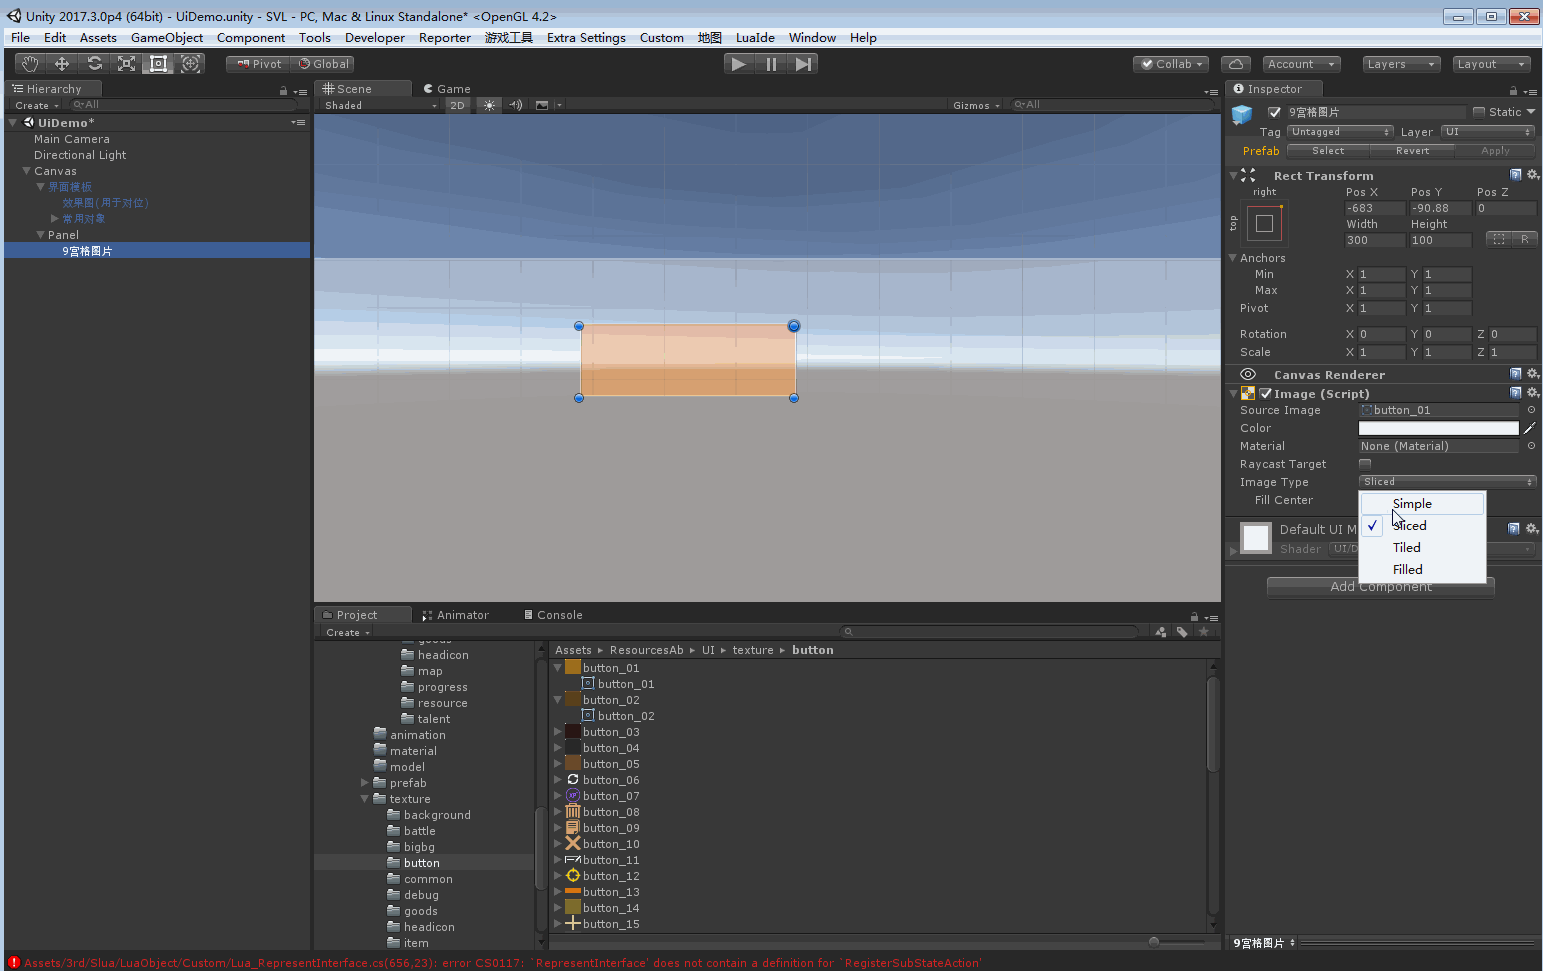 Unity 2017.3.0p4 (64bit) - UiDemo.unity - SVL - PC, Mac & Linux Standalone* <OpenGL 4.2>
File Edit Assets GameObject Component Tools Developer Reporter 游戏工具 Extra Settings Custom 地图 LuaIde Window Help
Pivot Global Collab Account Layers Layout
Hierarchy
Create All
UiDemo*
Main Camera
Directional Light
Canvas
界面模板
效果图(用于对位)
常用对象
Panel
9宫格图片
Scene Game
Shaded 2D Gizmos All
Inspector
9宫格图片 Static
Tag Untagged Layer UI
Prefab Select Revert Apply
Rect Transform
right Pos X Pos Y Pos Z
top -683 -90.88 0
Width Height
300 100 R
Anchors
Min X 1 Y 1
Max X 1 Y 1
Pivot X 1 Y 1
Rotation X 0 Y 0 Z 0
Scale X 1 Y 1 Z 1
Canvas Renderer
Image (Script)
Source Image button_01
Color
Material None (Material)
Raycast Target
Image Type Sliced
Fill Center
Simple
Sliced
Tiled
Filled
Default UI M
Shader UI/D
Add Component
Project Animator Console
Create
goods
headicon
map
progress
resource
talent
animation
material
model
prefab
texture
background
battle
bigbg
button
common
debug
goods
headicon
item
Assets ▸ ResourcesAb ▸ UI ▸ texture ▸ button
button_01
button_01
button_02
button_02
button_03
button_04
button_05
button_06
button_07
button_08
button_09
button_10
button_11
button_12
button_13
button_14
button_15
9宫格图片
Assets/3rd/Slua/LuaObject/Custom/Lua_RepresentInterface.cs(656,23): error CS0117: `RepresentInterface' does not contain a definition for `RegisterSubStateAction'